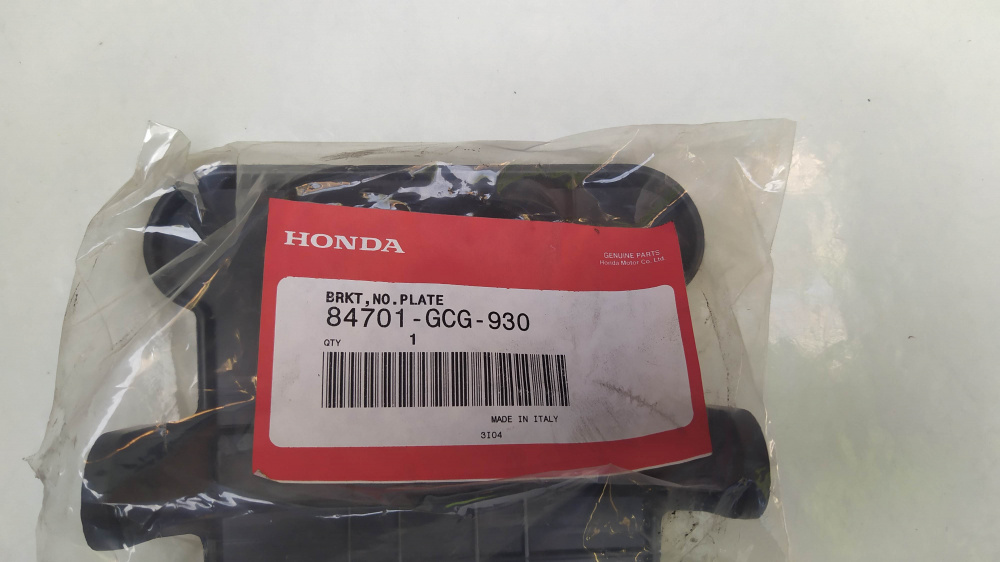 HONDA
GENUINE PARTS
Honda Motor Co. Ltd
BRKT,NO.PLATE
84701-GCG-930
QTY 1
MADE IN ITALY
3I04